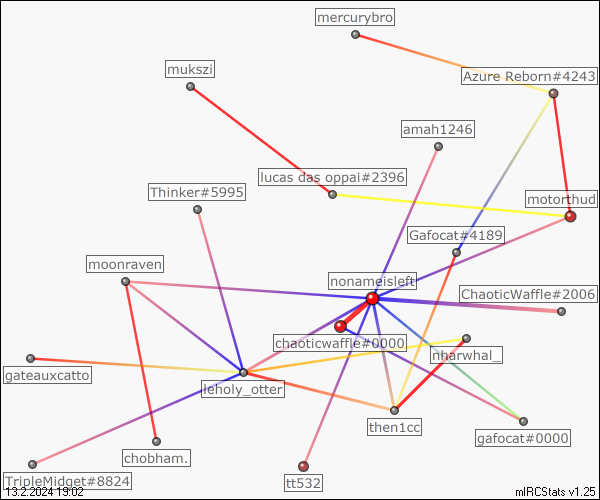 mercurybro
mukszi
Azure Reborn#4243
amah1246
lucas das oppai#2396
Thinker#5995
motorthud
Gafocat#4189
moonraven
nonameisleft
ChaoticWaffle#2006
chaoticwaffle#0000
nharwhal_
gateauxcatto
leholy_otter
then1cc
gafocat#0000
chobham.
TripleMidget#8824
tt532
13.2.2024 19:02
mIRCStats v1.25